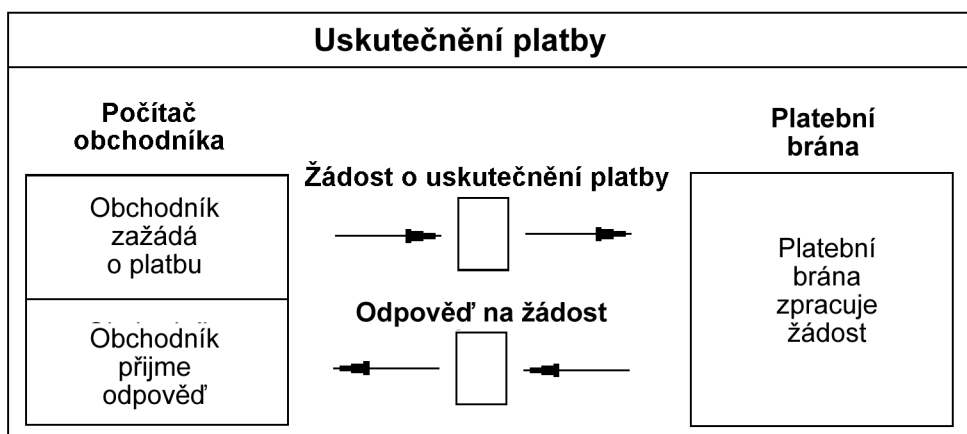 Uskutečnění platby
Počítač
obchodníka
Platební
brána
Žádost o uskutečnění platby
Obchodník
zažádá
o platbu
Platební
brána
zpracuje
žádost
Odpověď na žádost
Obchodník
přijme
odpověď